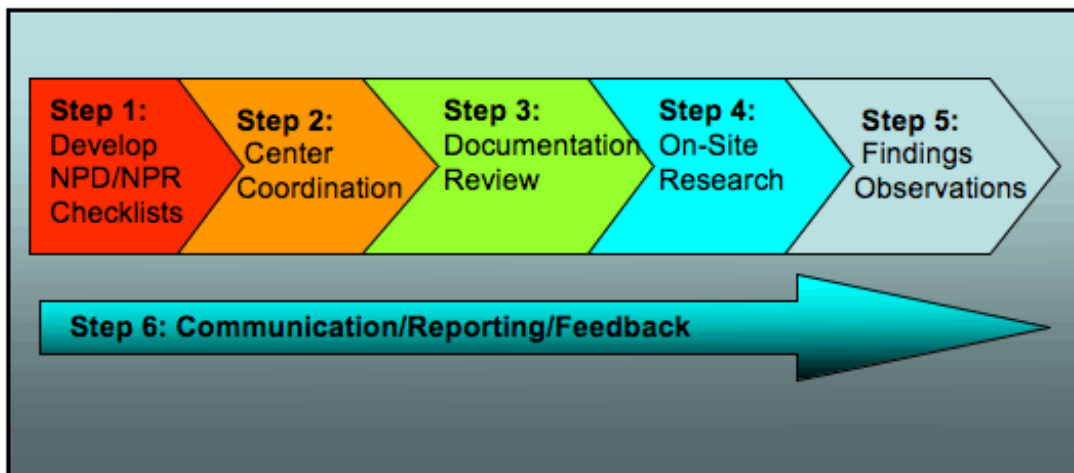 Step 1:
Develop
NPD/NPR
Checklists
Step 2:
Center
Coordination
Step 3:
Documentation
Review
Step 4:
On-Site
Research
Step 5:
Findings
Observations
Step 6: Communication/Reporting/Feedback